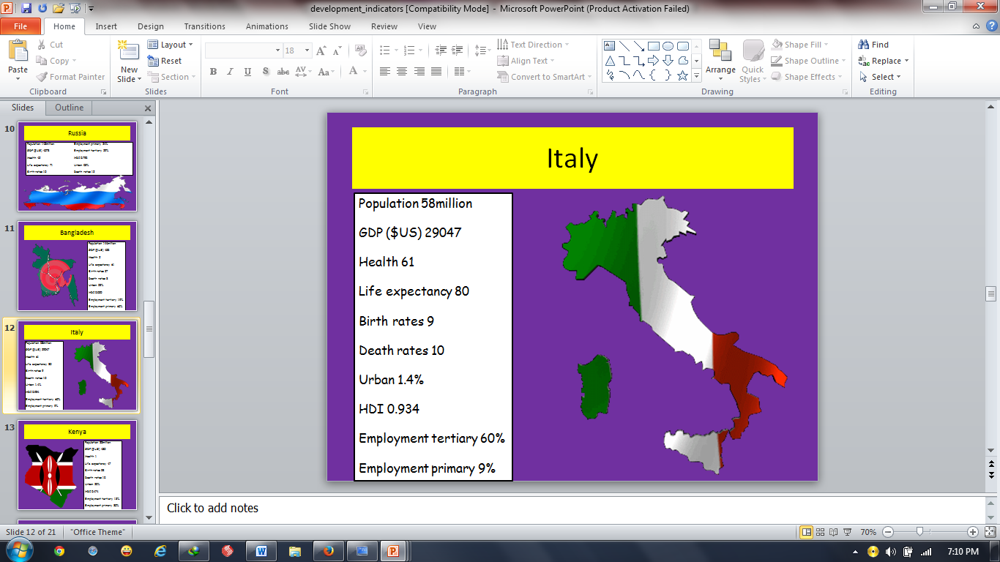 development_indicators [Compatibility Mode] - Microsoft PowerPoint (Product Activation Failed)
File Home Insert Design Transitions Animations Slide Show Review View
Paste
Cut
Copy
Format Painter
Clipboard
New Slide
Layout
Reset
Section
Slides
18
B I U S abc AV Aa A
Font
Text Direction
Align Text
Convert to SmartArt
Paragraph
Arrange
Quick Styles
Shape Fill
Shape Outline
Shape Effects
Drawing
Find
Replace
Select
Editing
Slides Outline
10
Russia
11
Bangladesh
12
Italy
13
Kenya
Italy
Population 58million
GDP ($US) 29047
Health 61
Life expectancy 80
Birth rates 9
Death rates 10
Urban 1.4%
HDI 0.934
Employment tertiary 60%
Employment primary 9%
Click to add notes
Slide 12 of 21 "Office Theme" 70%
7:10 PM